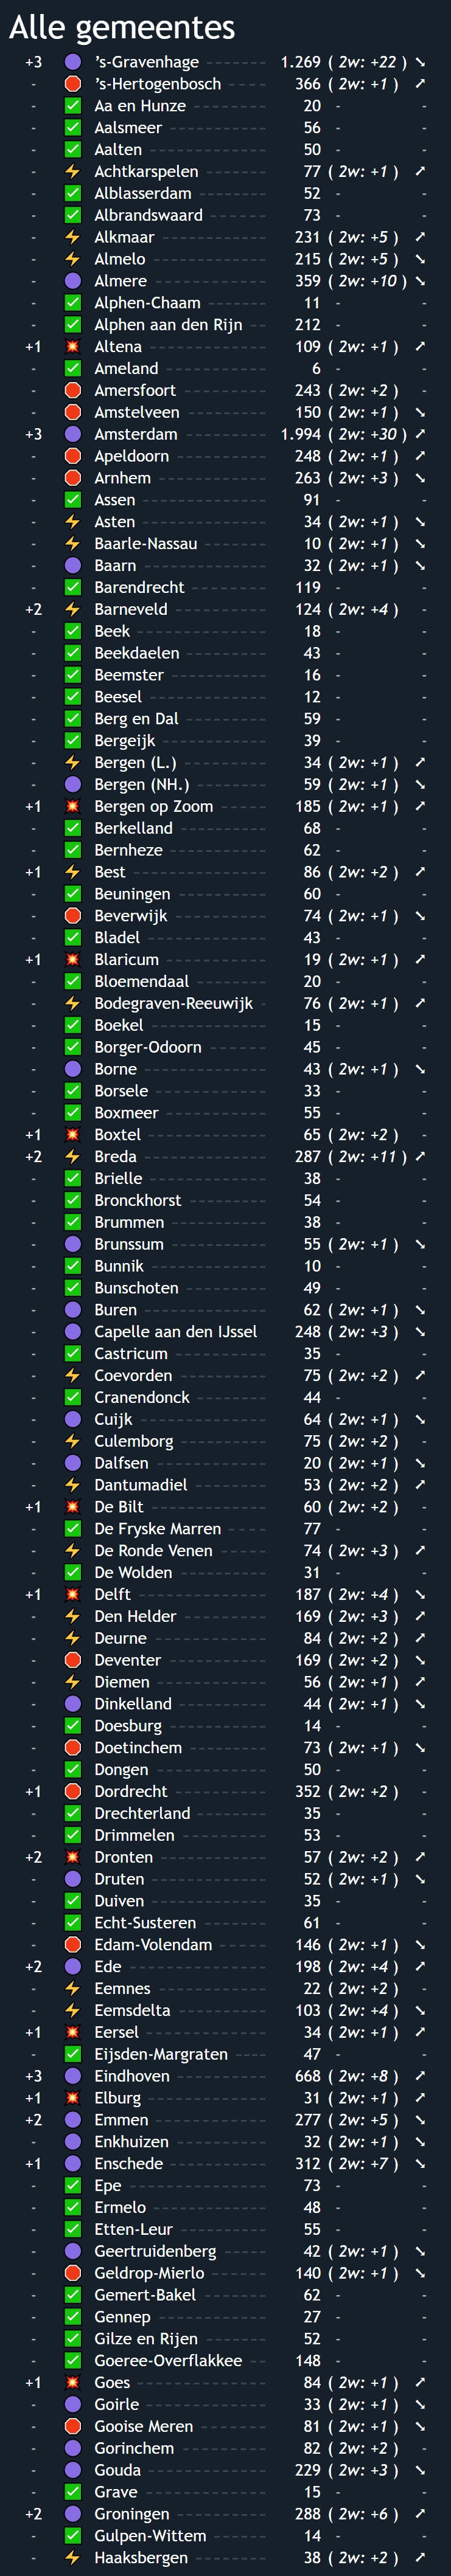 Alle gemeentes
+3 's-Gravenhage 1.269 ( 2w: +22 ) ➘
- 's-Hertogenbosch 366 ( 2w: +1 ) ➚
- ✅ Aa en Hunze 20 - -
- ✅ Aalsmeer 56 - -
- ✅ Aalten 50 - -
- ⚡ Achtkarspelen 77 ( 2w: +1 ) ➚
- ✅ Alblasserdam 52 - -
- ✅ Albrandswaard 73 - -
- ⚡ Alkmaar 231 ( 2w: +5 ) ➚
- ⚡ Almelo 215 ( 2w: +5 ) ➘
- Almere 359 ( 2w: +10 ) ➘
- ✅ Alphen-Chaam 11 - -
- ✅ Alphen aan den Rijn 212 - -
+1 Altena 109 ( 2w: +1 ) ➚
- ✅ Ameland 6 - -
- Amersfoort 243 ( 2w: +2 ) -
- Amstelveen 150 ( 2w: +1 ) ➘
+3 Amsterdam 1.994 ( 2w: +30 ) ➚
- Apeldoorn 248 ( 2w: +1 ) ➚
- Arnhem 263 ( 2w: +3 ) ➘
- ✅ Assen 91 - -
- ⚡ Asten 34 ( 2w: +1 ) ➘
- ⚡ Baarle-Nassau 10 ( 2w: +1 ) ➘
- Baarn 32 ( 2w: +1 ) ➘
- ✅ Barendrecht 119 - -
+2 ⚡ Barneveld 124 ( 2w: +4 ) -
- ✅ Beek 18 - -
- ✅ Beekdaelen 43 - -
- ✅ Beemster 16 - -
- ✅ Beesel 12 - -
- ✅ Berg en Dal 59 - -
- ✅ Bergeijk 39 - -
- ⚡ Bergen (L.) 34 ( 2w: +1 ) ➚
- Bergen (NH.) 59 ( 2w: +1 ) ➘
+1 Bergen op Zoom 185 ( 2w: +1 ) ➚
- ✅ Berkelland 68 - -
- ✅ Bernheze 62 - -
+1 ⚡ Best 86 ( 2w: +2 ) ➚
- ✅ Beuningen 60 - -
- Beverwijk 74 ( 2w: +1 ) ➘
- ✅ Bladel 43 - -
+1 Blaricum 19 ( 2w: +1 ) ➚
- ✅ Bloemendaal 20 - -
- ⚡ Bodegraven-Reeuwijk 76 ( 2w: +1 ) ➚
- ✅ Boekel 15 - -
- ✅ Borger-Odoorn 45 - -
- Borne 43 ( 2w: +1 ) ➘
- ✅ Borsele 33 - -
- ✅ Boxmeer 55 - -
+1 Boxtel 65 ( 2w: +2 ) -
+2 ⚡ Breda 287 ( 2w: +11 ) ➚
- ✅ Brielle 38 - -
- ✅ Bronckhorst 54 - -
- ✅ Brummen 38 - -
- Brunssum 55 ( 2w: +1 ) ➘
- ✅ Bunnik 10 - -
- ✅ Bunschoten 49 - -
- Buren 62 ( 2w: +1 ) ➘
- Capelle aan den IJssel 248 ( 2w: +3 ) ➘
- ✅ Castricum 35 - -
- ⚡ Coevorden 75 ( 2w: +2 ) ➚
- ✅ Cranendonck 44 - -
- Cuijk 64 ( 2w: +1 ) ➘
- ⚡ Culemborg 75 ( 2w: +2 ) -
- Dalfsen 20 ( 2w: +1 ) ➘
- ⚡ Dantumadiel 53 ( 2w: +2 ) ➚
+1 De Bilt 60 ( 2w: +2 ) -
- ✅ De Fryske Marren 77 - -
- ⚡ De Ronde Venen 74 ( 2w: +3 ) ➚
- ✅ De Wolden 31 - -
+1 Delft 187 ( 2w: +4 ) ➘
- ⚡ Den Helder 169 ( 2w: +3 ) ➚
- ⚡ Deurne 84 ( 2w: +2 ) ➚
- Deventer 169 ( 2w: +2 ) ➘
- ⚡ Diemen 56 ( 2w: +1 ) ➚
- Dinkelland 44 ( 2w: +1 ) ➘
- ✅ Doesburg 14 - -
- Doetinchem 73 ( 2w: +1 ) ➘
- ✅ Dongen 50 - -
+1 Dordrecht 352 ( 2w: +2 ) -
- ✅ Drechterland 35 - -
- ✅ Drimmelen 53 - -
+2 Dronten 57 ( 2w: +2 ) ➚
- Druten 52 ( 2w: +1 ) ➘
- ✅ Duiven 35 - -
- ✅ Echt-Susteren 61 - -
- Edam-Volendam 146 ( 2w: +1 ) ➘
+2 Ede 198 ( 2w: +4 ) ➚
- ⚡ Eemnes 22 ( 2w: +2 ) -
- ⚡ Eemsdelta 103 ( 2w: +4 ) ➘
+1 Eersel 34 ( 2w: +1 ) ➚
- ✅ Eijsden-Margraten 47 - -
+3 Eindhoven 668 ( 2w: +8 ) ➚
+1 Elburg 31 ( 2w: +1 ) ➚
+2 Emmen 277 ( 2w: +5 ) ➘
- Enkhuizen 32 ( 2w: +1 ) ➘
+1 Enschede 312 ( 2w: +7 ) ➘
- ✅ Epe 73 - -
- ✅ Ermelo 48 - -
- ✅ Etten-Leur 55 - -
- Geertruidenberg 42 ( 2w: +1 ) ➘
- Geldrop-Mierlo 140 ( 2w: +1 ) ➘
- ✅ Gemert-Bakel 62 - -
- ✅ Gennep 27 - -
- ✅ Gilze en Rijen 52 - -
- ✅ Goeree-Overflakkee 148 - -
+1 Goes 84 ( 2w: +1 ) ➚
- Goirle 33 ( 2w: +1 ) ➘
- Gooise Meren 81 ( 2w: +1 ) ➘
- Gorinchem 82 ( 2w: +2 ) -
- Gouda 229 ( 2w: +3 ) ➘
- ✅ Grave 15 - -
+2 Groningen 288 ( 2w: +6 ) ➚
- ✅ Gulpen-Wittem 14 - -
- ⚡ Haaksbergen 38 ( 2w: +2 ) ➚